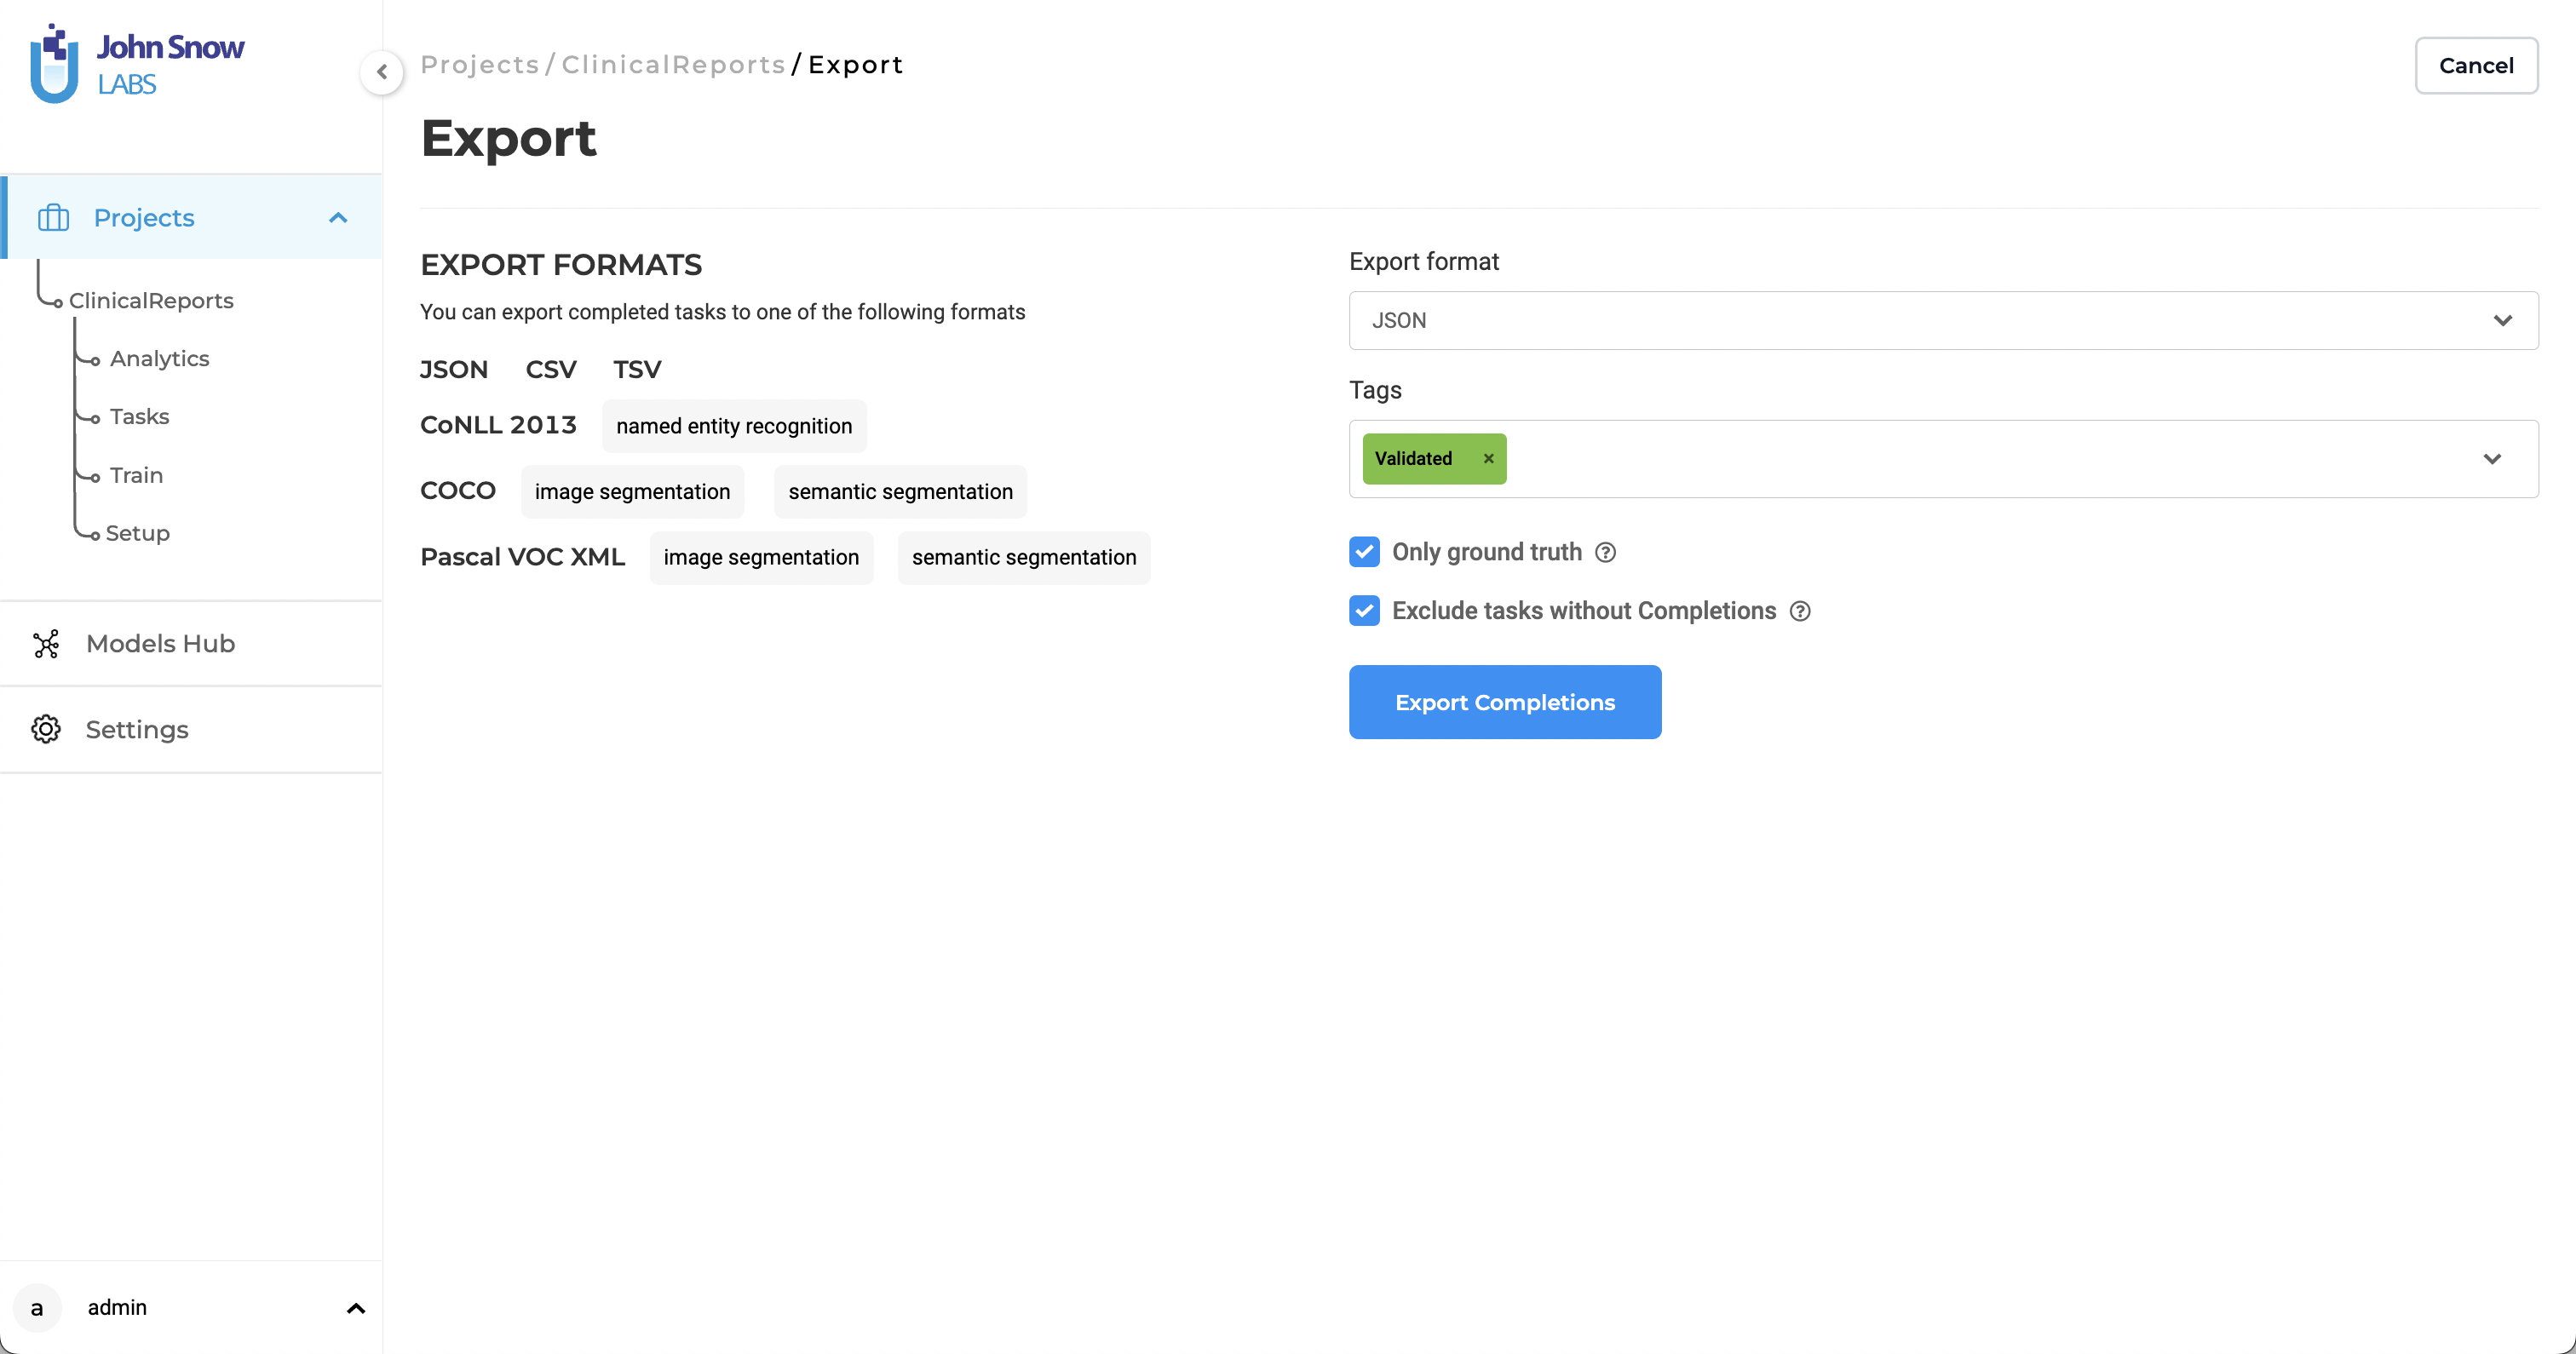 John Snow
LABS
Projects
ClinicalReports
Analytics
Tasks
Train
Setup
Models Hub
Settings
a admin
Projects / ClinicalReports / Export
Cancel
Export
EXPORT FORMATS
You can export completed tasks to one of the following formats
JSON CSV TSV
CoNLL 2013 named entity recognition
COCO image segmentation semantic segmentation
Pascal VOC XML image segmentation semantic segmentation
Export format
JSON
Tags
Validated ×
Only ground truth ?
Exclude tasks without Completions ?
Export Completions